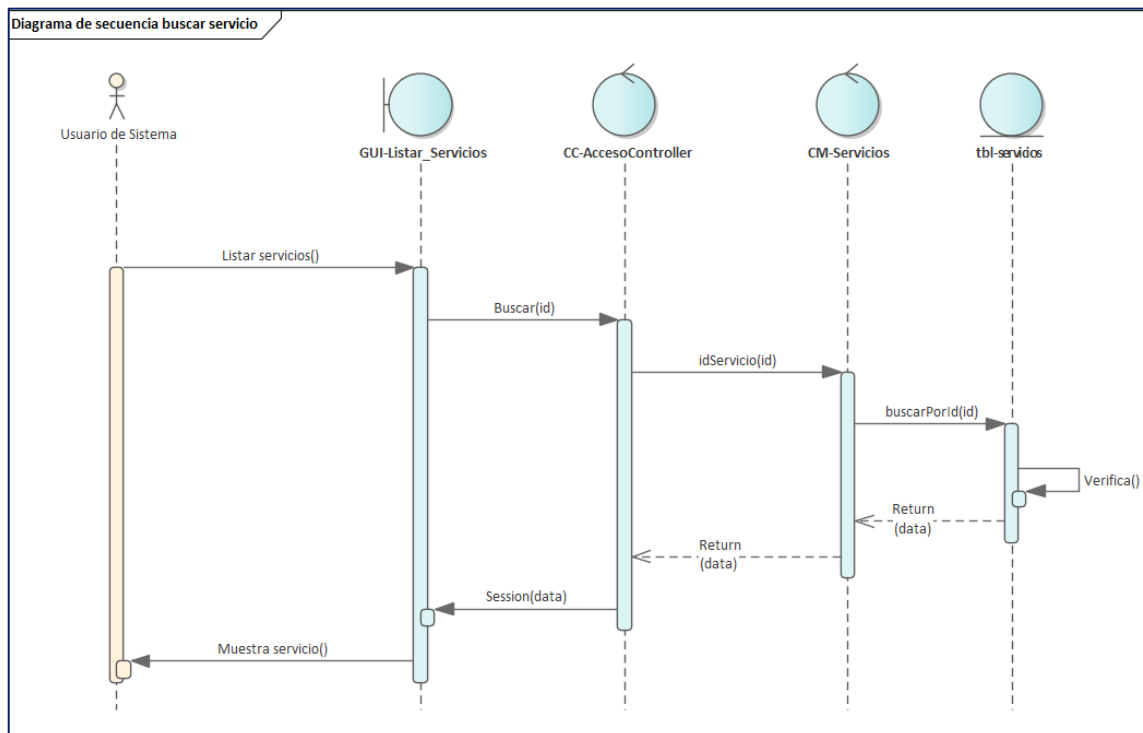 Diagrama de secuencia buscar servicio
Usuario de Sistema
GUI-Listar_Servicios
CC-AccesoController
CM-Servicios
tbl-servicios
Listar servicios()
Buscar(id)
idServicio(id)
buscarPorId(id)
Verifica()
Return
(data)
Return
(data)
Session(data)
Muestra servicio()